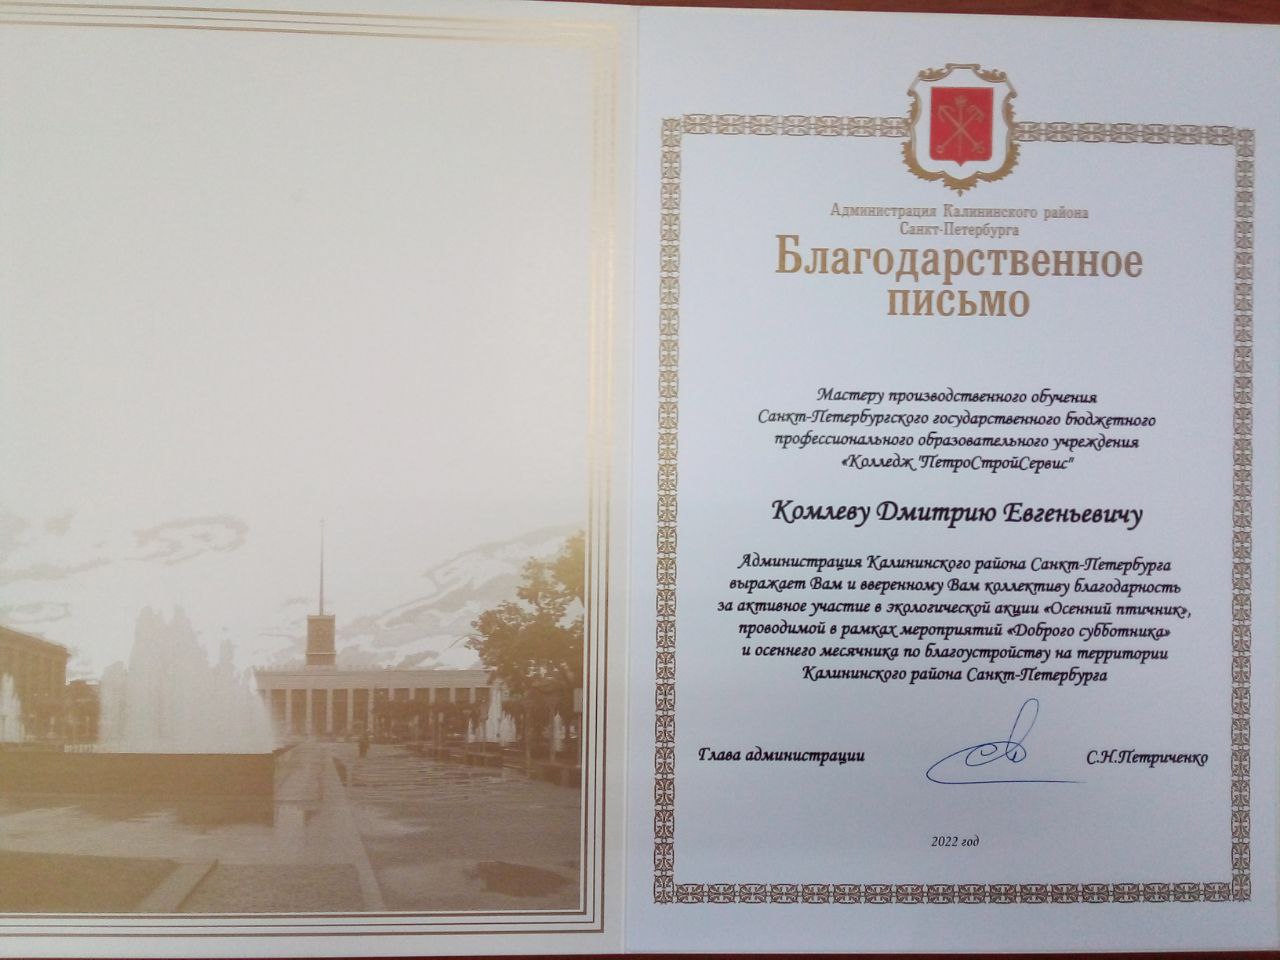 Администрация Калининского района
Санкт-Петербурга
Благодарственное
письмо
Мастеру производственного обучения
Санкт-Петербургского государственного бюджетного
профессионального образовательного учреждения
«Колледж "ПетроСтройСервис"
Комлеву Дмитрию Евгеньевичу
Администрация Калининского района Санкт-Петербурга
выражает Вам и вверенному Вам коллективу благодарность
за активное участие в экологической акции «Осенний птичник»,
проводимой в рамках мероприятий «Доброго субботника»
и осеннего месячника по благоустройству на территории
Калининского района Санкт-Петербурга
Глава администрации С.Н.Петриченко
2022 год